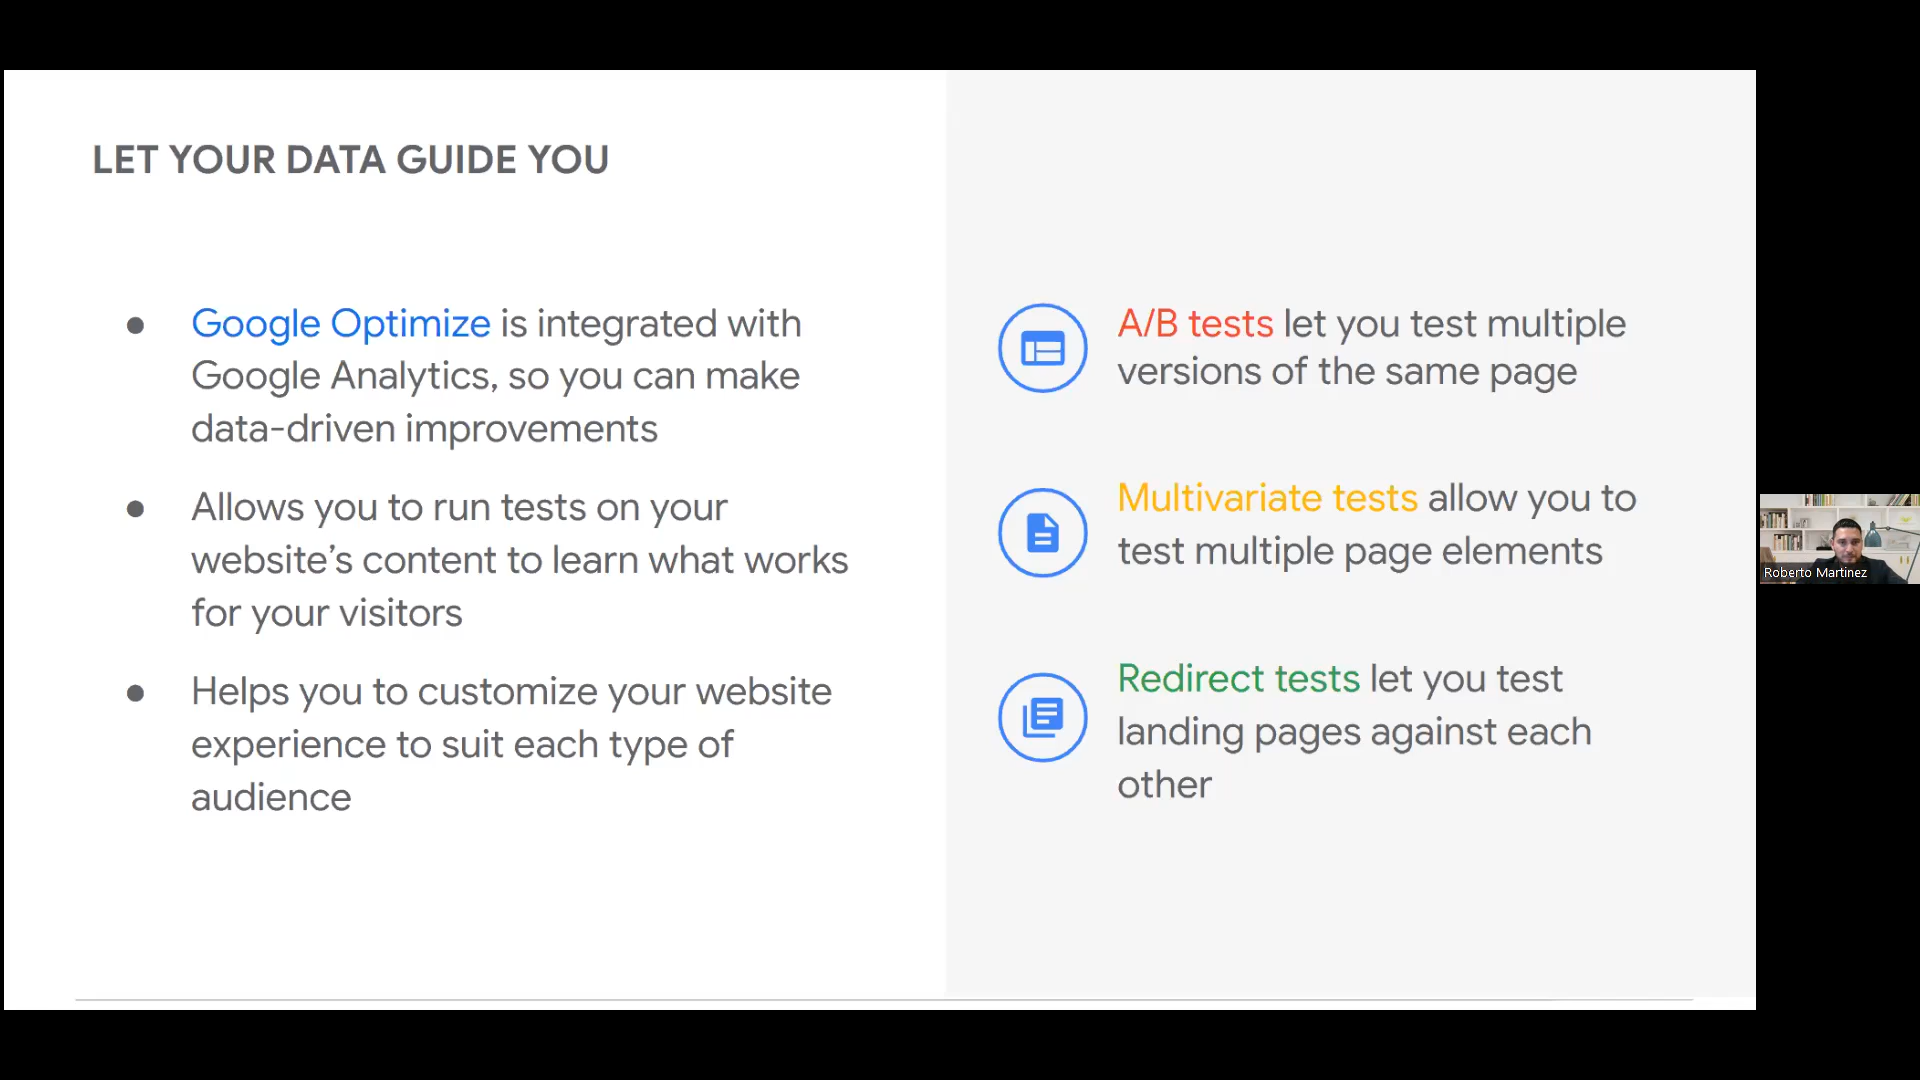 LET YOUR DATA GUIDE YOU
● Google Optimize is integrated with
Google Analytics, so you can make
data-driven improvements
● Allows you to run tests on your
website’s content to learn what works
for your visitors
● Helps you to customize your website
experience to suit each type of
audience
A/B tests let you test multiple
versions of the same page
Multivariate tests allow you to
test multiple page elements
Redirect tests let you test
landing pages against each
other
Roberto Martinez